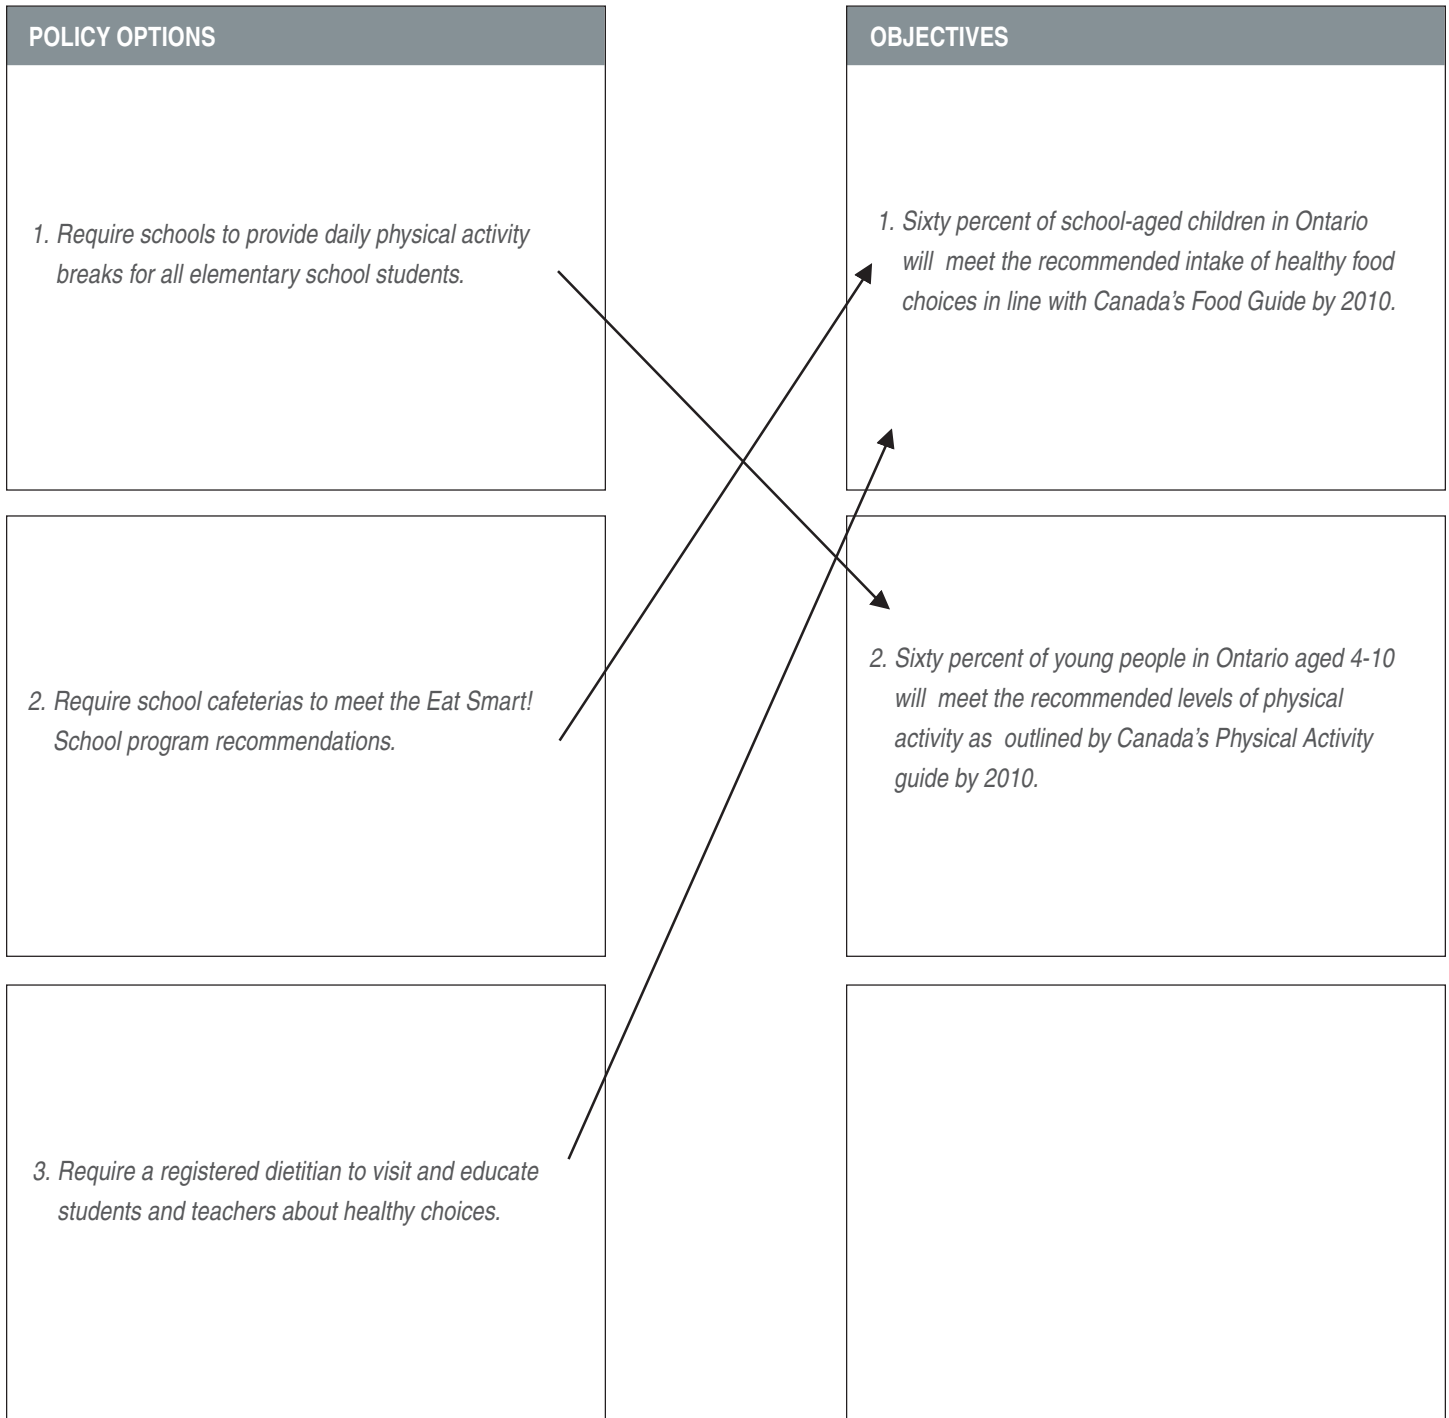 POLICY OPTIONS
1. Require schools to provide daily physical activity
breaks for all elementary school students.
2. Require school cafeterias to meet the Eat Smart!
School program recommendations.
3. Require a registered dietitian to visit and educate
students and teachers about healthy choices.
OBJECTIVES
1. Sixty percent of school-aged children in Ontario
will meet the recommended intake of healthy food
choices in line with Canada's Food Guide by 2010.
2. Sixty percent of young people in Ontario aged 4-10
will meet the recommended levels of physical
activity as outlined by Canada's Physical Activity
guide by 2010.